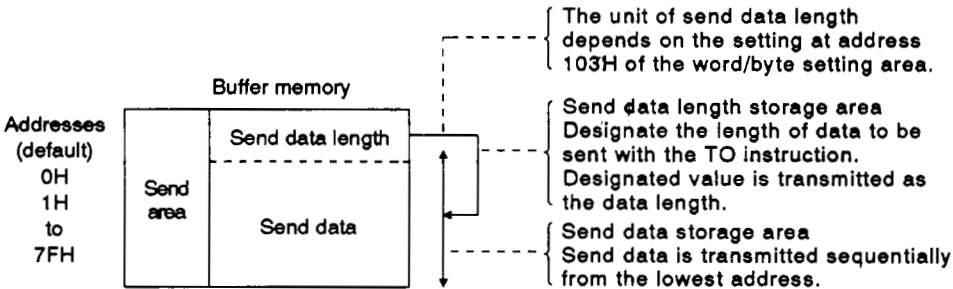 The unit of send data length
depends on the setting at address
103H of the word/byte setting area.
Buffer memory
Addresses
(default)
0H
1H
to
7FH
Send
area
Send data length
Send data
Send data length storage area
Designate the length of data to be
sent with the TO instruction.
Designated value is transmitted as
the data length.
Send data storage area
Send data is transmitted sequentially
from the lowest address.